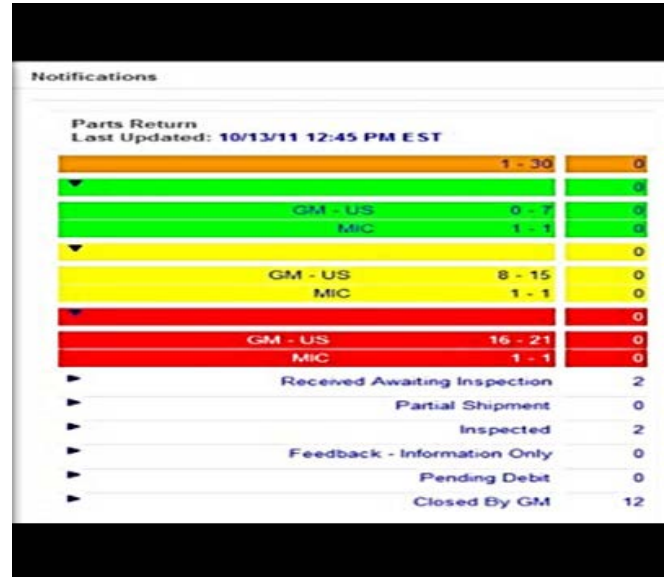 Notifications
Parts Return
Last Updated: 10/13/11 12:45 PM EST
1 - 30 0
0
GM - US 0 - 7 0
MIC 1 - 1 0
0
GM - US 8 - 15 0
MIC 1 - 1 0
0
GM - US 16 - 21 0
MIC 1 - 1 0
Received Awaiting Inspection 2
Partial Shipment 0
Inspected 2
Feedback - Information Only 0
Pending Debit 0
Closed By GM 12